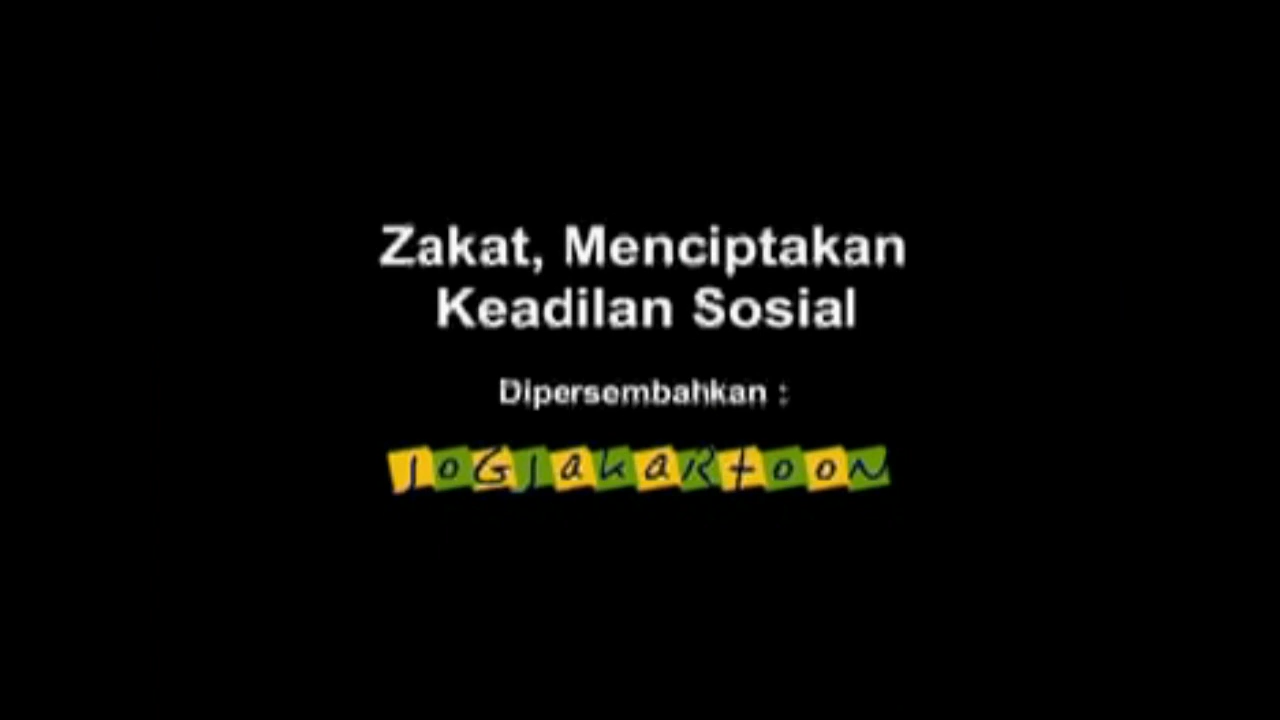 Zakat, Menciptakan
Keadilan Sosial
Dipersembahkan :
JOGJAKARTOON